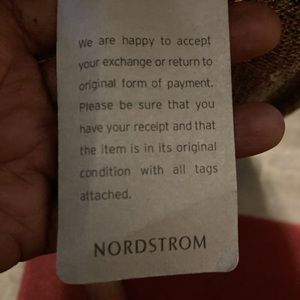 We are happy to accept
your exchange or return to
original form of payment.
Please be sure that you
have your receipt and that
the item is in its original
condition with all tags
attached.
NORDSTROM